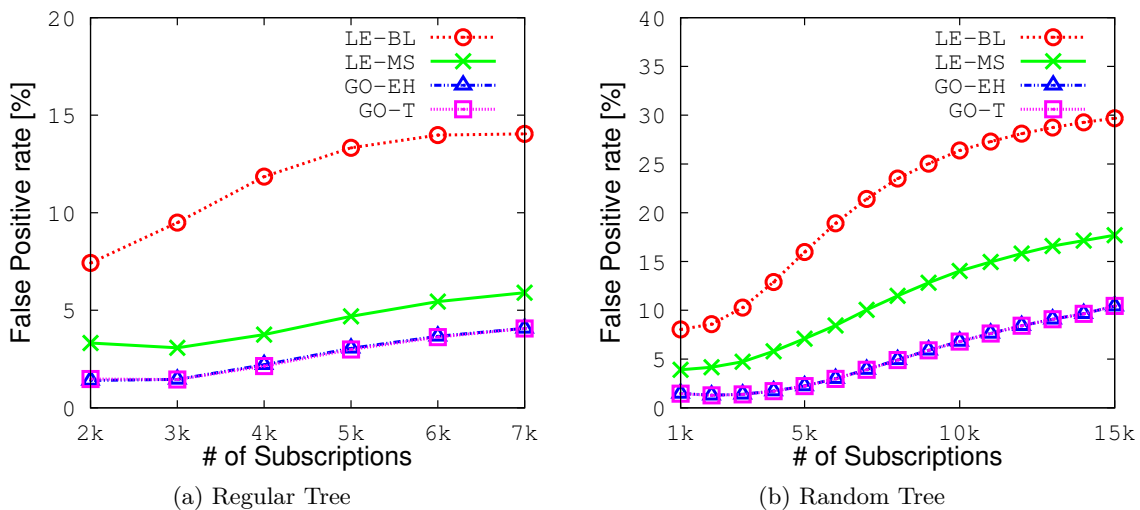 20
15
10
5
0
2k 3k 4k 5k 6k 7k
False Positive rate [%]
# of Subscriptions
LE-BL
LE-MS
GO-EH
GO-T
(a) Regular Tree
40
35
30
25
20
15
10
5
0
1k 5k 10k 15k
False Positive rate [%]
# of Subscriptions
LE-BL
LE-MS
GO-EH
GO-T
(b) Random Tree